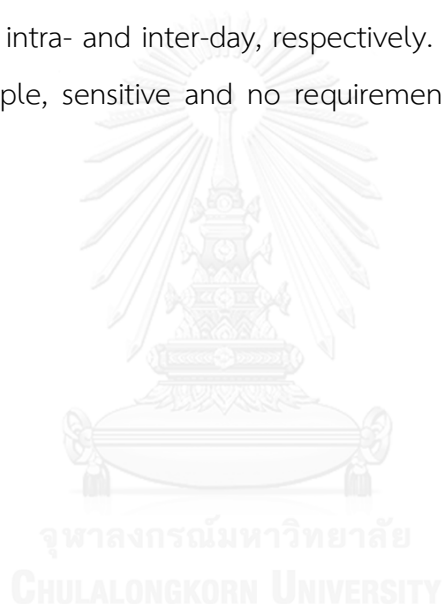 intra- and inter-day, respectively.
ple, sensitive and no requiremen
จุฬาลงกรณ์มหาวิทยาลัย
CHULALONGKORN UNIVERSITY